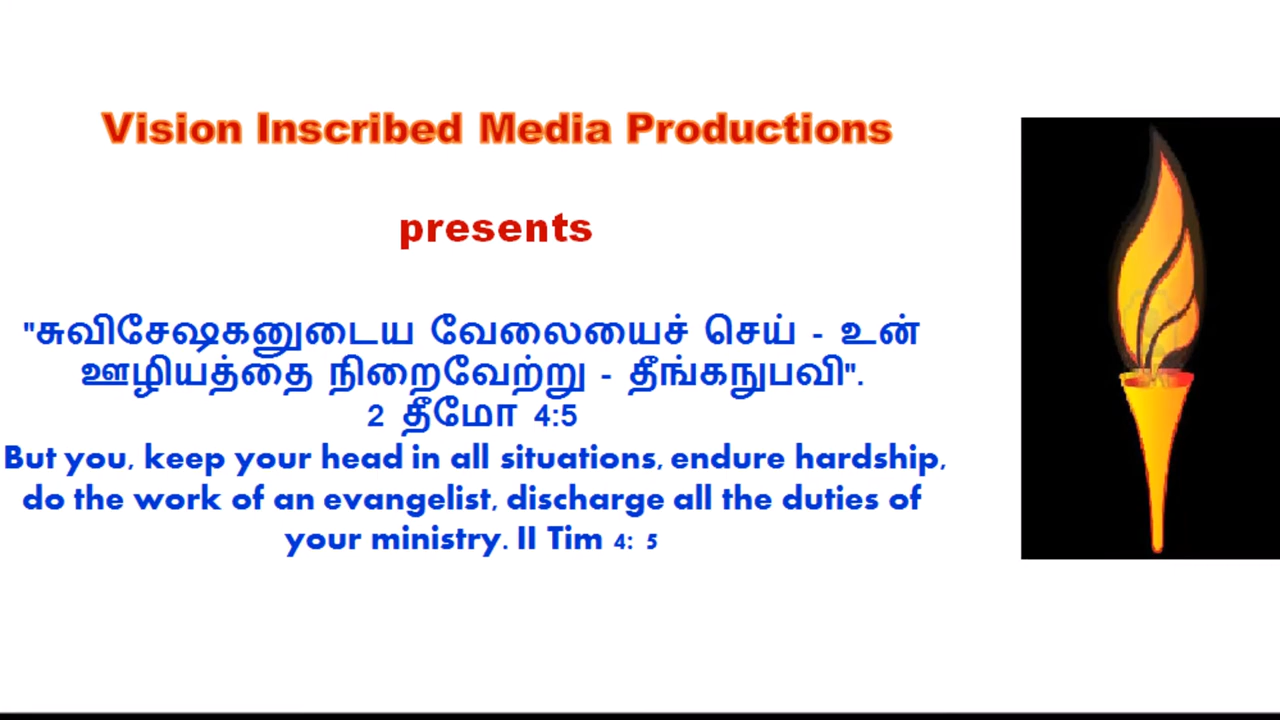 Vision Inscribed Media Productions
presents
"சுவிசேஷகனுடைய வேலையைச் செய் - உன்
ஊழியத்தை நிறைவேற்று - தீங்கநுபவி".
2 தீமோ 4:5
But you, keep your head in all situations, endure hardship,
do the work of an evangelist, discharge all the duties of
your ministry. II Tim 4: 5